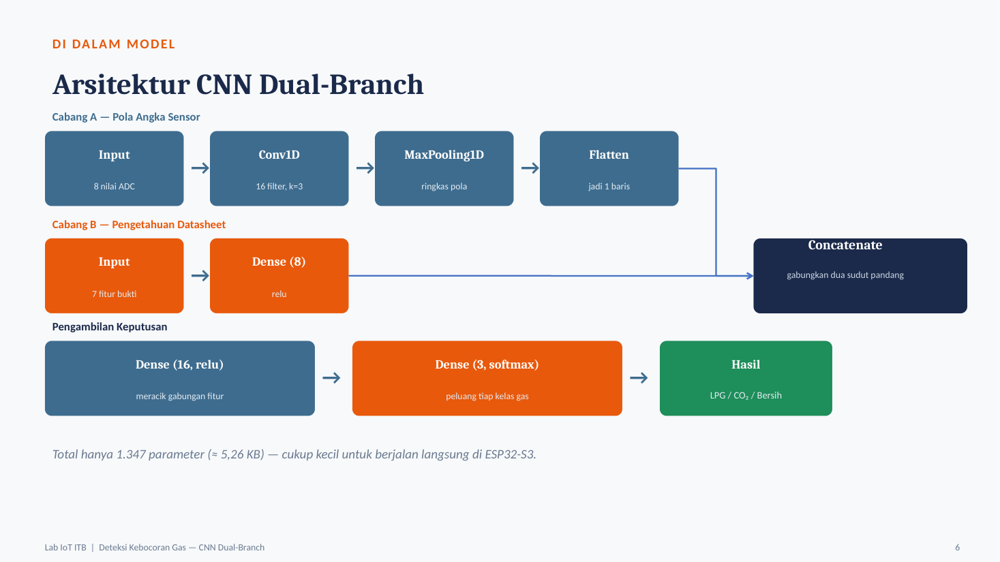 DI DALAM MODEL
Arsitektur CNN Dual-Branch
Cabang A — Pola Angka Sensor
Input
8 nilai ADC
→
Conv1D
16 filter, k=3
→
MaxPooling1D
ringkas pola
→
Flatten
jadi 1 baris
Cabang B — Pengetahuan Datasheet
Input
7 fitur bukti
→
Dense (8)
relu
Concatenate
gabungkan dua sudut pandang
Pengambilan Keputusan
Dense (16, relu)
meracik gabungan fitur
→
Dense (3, softmax)
peluang tiap kelas gas
→
Hasil
LPG / CO₂ / Bersih
Total hanya 1.347 parameter (≈ 5,26 KB) — cukup kecil untuk berjalan langsung di ESP32-S3.
Lab IoT ITB | Deteksi Kebocoran Gas — CNN Dual-Branch
6